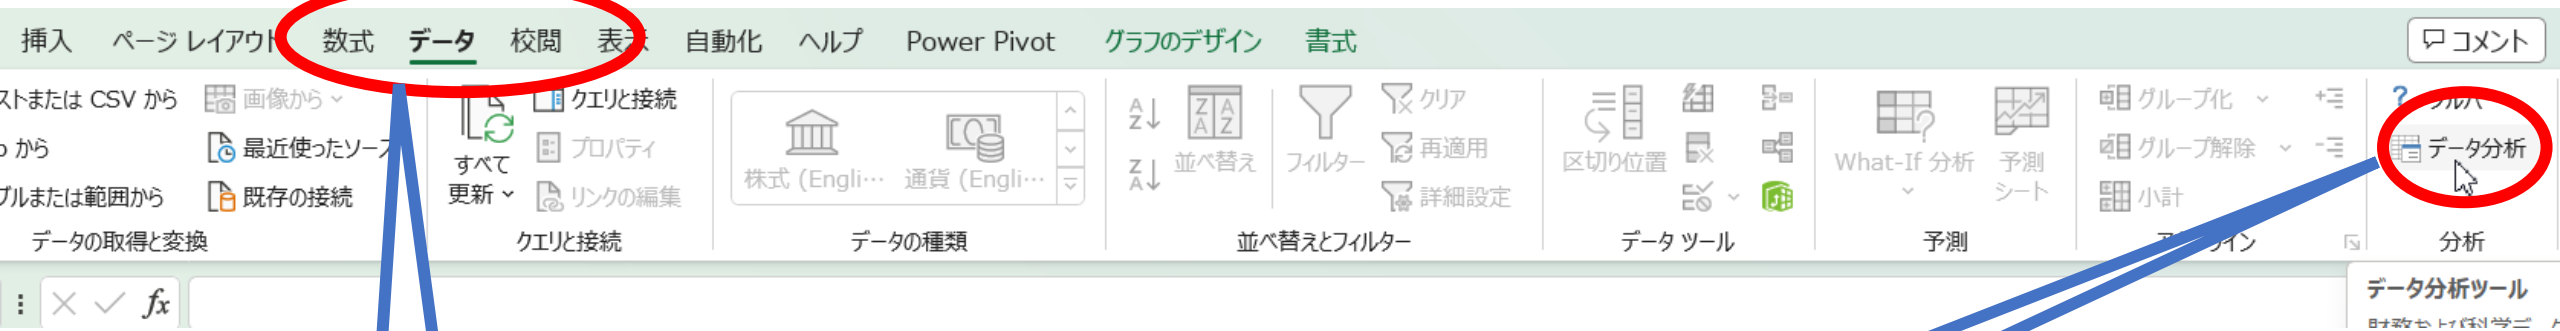 挿入 ページ レイアウト 数式 データ 校閲 表示 自動化 ヘルプ Power Pivot グラフのデザイン 書式 コメント
ストまたは CSV から 画像から クエリと接続 クリア グループ化
から 最近使ったソース すべて プロパティ 並べ替え フィルター 再適用 区切り位置 What-If 分析 予測 グループ解除 データ分析
ブルまたは範囲から 既存の接続 更新 リンクの編集 株式 (Engli… 通貨 (Engli… 詳細設定 シート 小計
データの取得と変換 クエリと接続 データの種類 並べ替えとフィルター データ ツール 予測 分析
fx
データ分析ツール